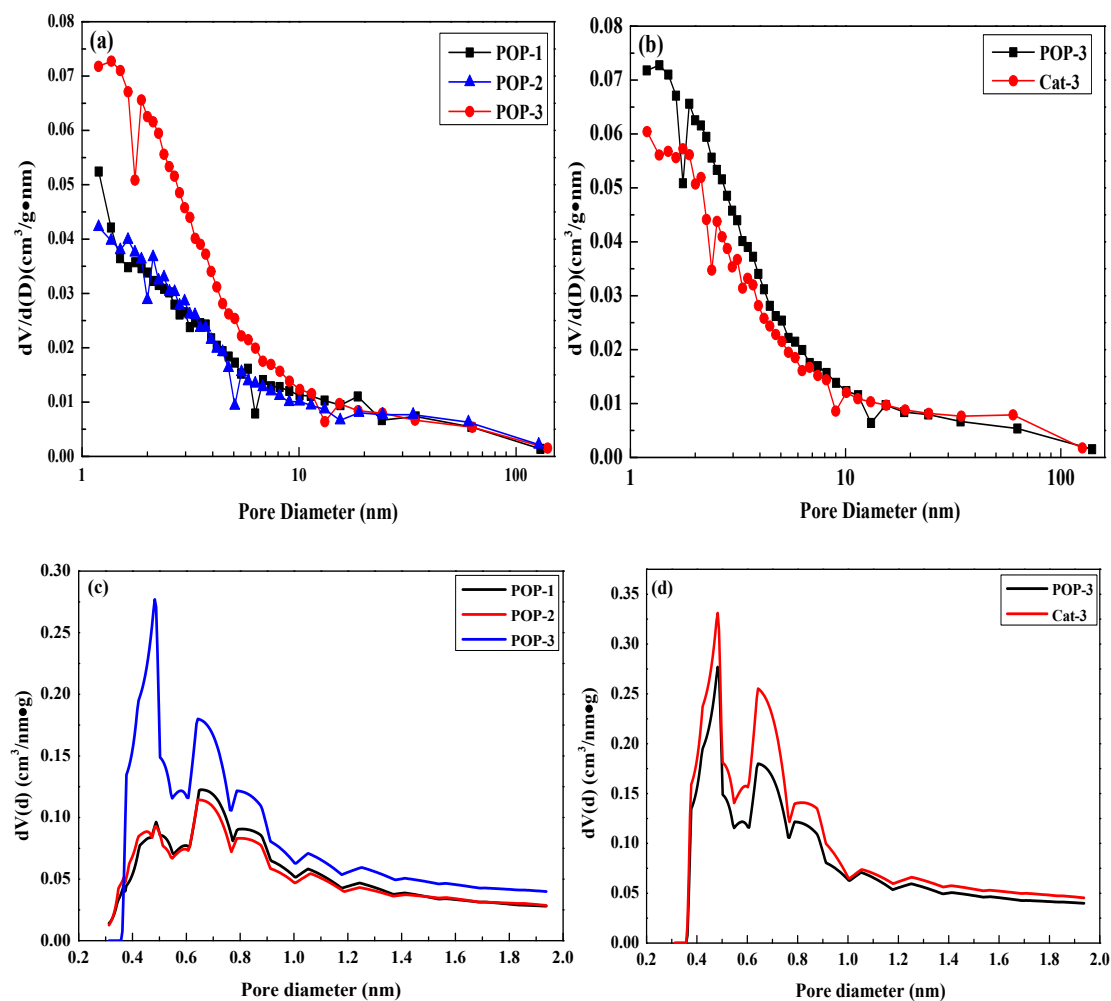 (a)
POP-1
POP-2
POP-3
0.08
0.07
0.06
0.05
0.04
0.03
0.02
0.01
0.00
dV/d(D)(cm³/g●nm)
1 10 100
Pore Diameter (nm)
(b)
POP-3
Cat-3
0.08
0.07
0.06
0.05
0.04
0.03
0.02
0.01
0.00
dV/d(D)(cm³/g●nm)
1 10 100
Pore Diameter (nm)
(c)
POP-1
POP-2
POP-3
0.30
0.25
0.20
0.15
0.10
0.05
0.00
dV(d) (cm³/nm●g)
0.2 0.4 0.6 0.8 1.0 1.2 1.4 1.6 1.8 2.0
Pore diameter (nm)
(d)
POP-3
Cat-3
0.35
0.30
0.25
0.20
0.15
0.10
0.05
0.00
dV(d) (cm³/nm●g)
0.2 0.4 0.6 0.8 1.0 1.2 1.4 1.6 1.8 2.0
Pore diameter (nm)